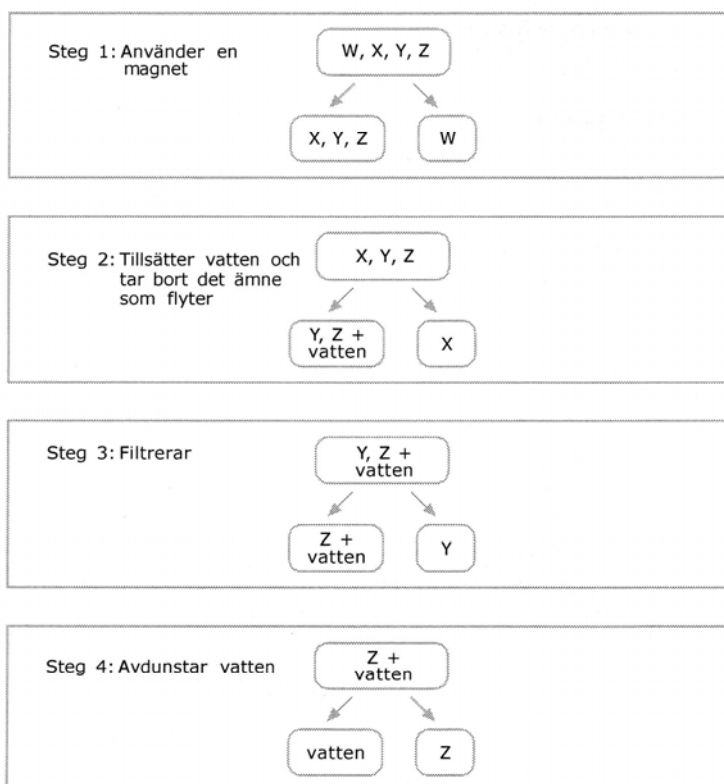 Steg 1: Använder en
magnet
W, X, Y, Z
X, Y, Z
W
Steg 2: Tillsätter vatten och
tar bort det ämne
som flyter
X, Y, Z
Y, Z +
vatten
X
Steg 3: Filtrerar
Y, Z +
vatten
Z +
vatten
Y
Steg 4: Avdunstar vatten
Z +
vatten
vatten
Z